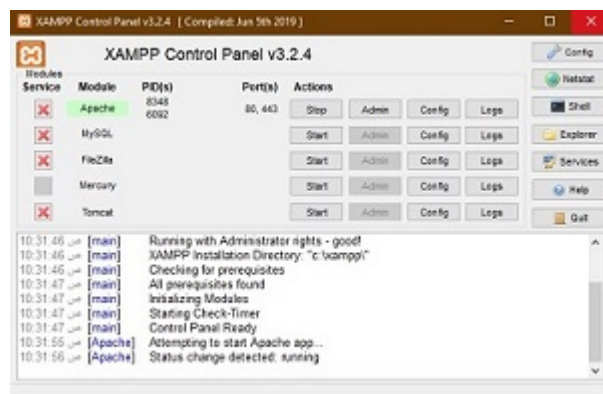 XAMPP Control Panel v3.2.4 [ Compiled: Jun 5th 2019 ]
XAMPP Control Panel v3.2.4
Config
Modules
Service Module PID(s) Port(s) Actions
Netstat
Apache 8348 6092 80, 443 Stop Admin Config Logs
Shell
MySQL Start Admin Config Logs
Explorer
FileZilla Start Admin Config Logs
Services
Mercury Start Admin Config Logs
Help
Tomcat Start Admin Config Logs
Quit
10:31:46 ص [main] Running with Administrator rights - good!
10:31:46 ص [main] XAMPP Installation Directory: "c:\xampp\"
10:31:46 ص [main] Checking for prerequisites
10:31:47 ص [main] All prerequisites found
10:31:47 ص [main] Initializing Modules
10:31:47 ص [main] Starting Check-Timer
10:31:47 ص [main] Control Panel Ready
10:31:55 ص [Apache] Attempting to start Apache app...
10:31:56 ص [Apache] Status change detected: running